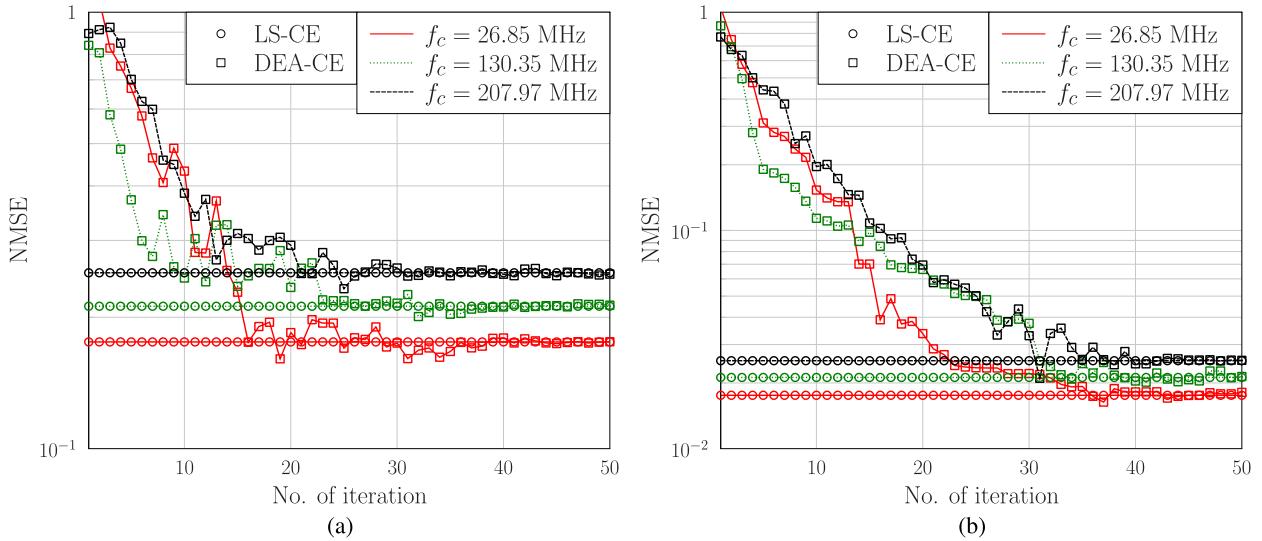 1
LS-CE
DEA-CE
f_c = 26.85 MHz
f_c = 130.35 MHz
f_c = 207.97 MHz
NMSE
10⁻¹
10
20
30
40
50
No. of iteration
(a)
1
LS-CE
DEA-CE
f_c = 26.85 MHz
f_c = 130.35 MHz
f_c = 207.97 MHz
NMSE
10⁻¹
10⁻²
10
20
30
40
50
No. of iteration
(b)